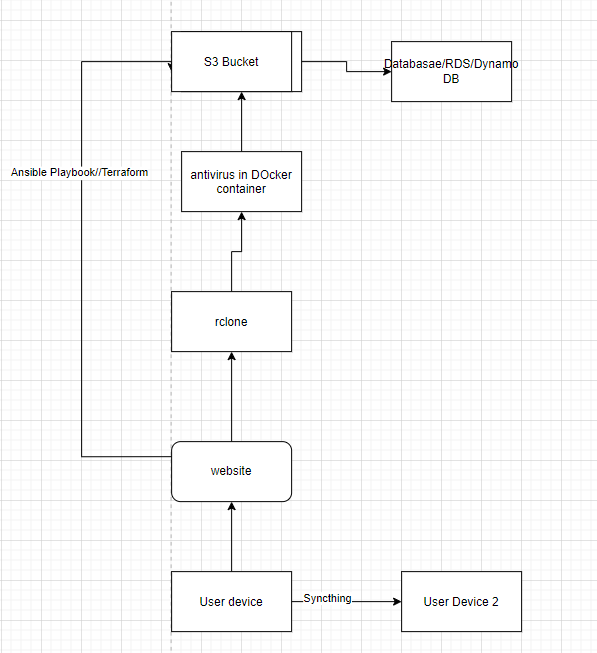 S3 Bucket
Databasae/RDS/Dynamo
DB
Ansible Playbook//Terraform
antivirus in DOcker
container
rclone
website
User device
Syncthing
User Device 2